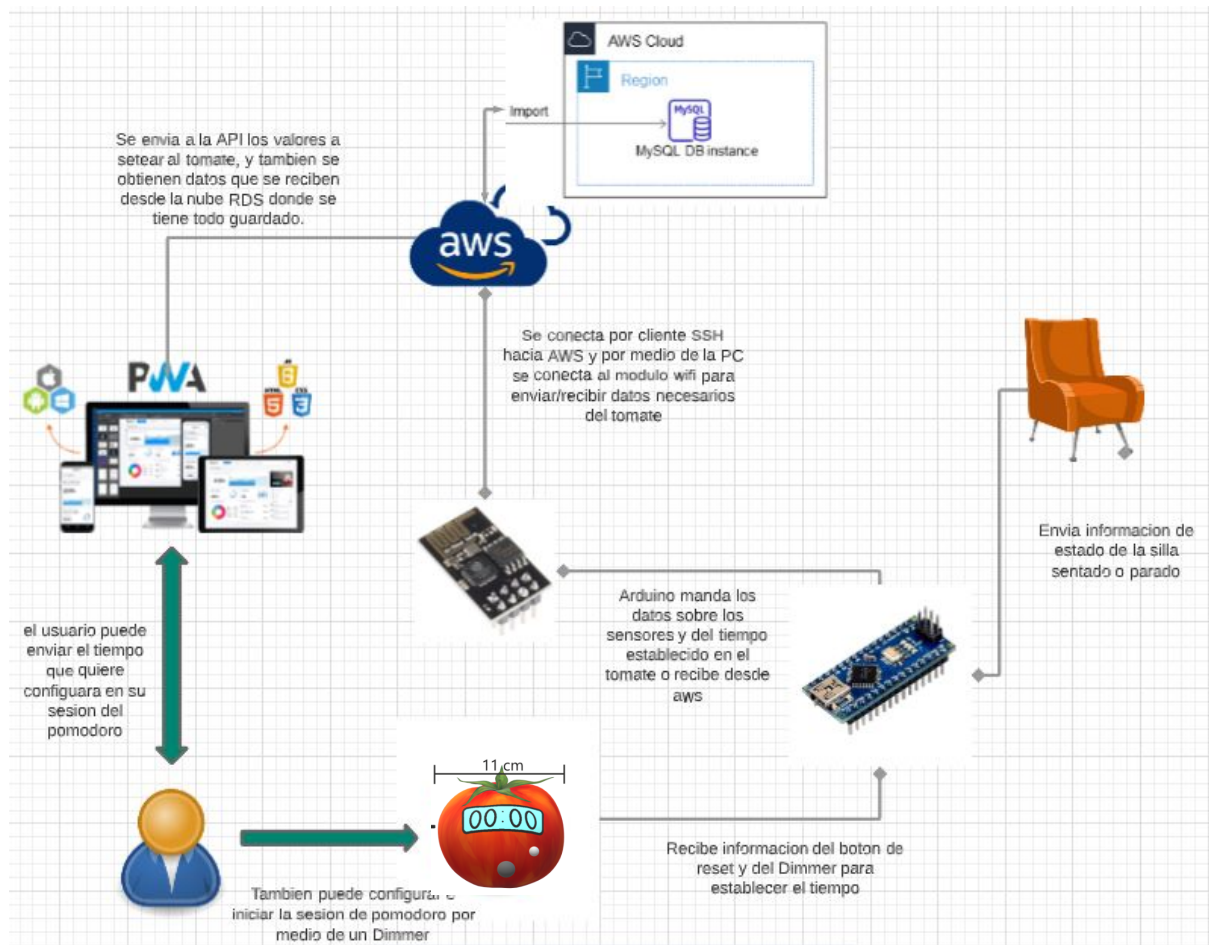 AWS Cloud
Region
Import
MySQL
MySQL DB instance
Se envia a la API los valores a
setear al tomate, y tambien se
obtienen datos que se reciben
desde la nube RDS donde se
tiene todo guardado.
aws
Se conecta por cliente SSH
hacia AWS y por medio de la PC
se conecta al modulo wifi para
enviar/recibir datos necesarios
del tomate
PWA
HTML
CSS
Envia informacion de
estado de la silla
sentado o parado
Arduino manda los
datos sobre los
sensores y del tiempo
establecido en el
tomate o recibe desde
aws
el usuario puede
enviar el tiempo
que quiere
configuara en su
sesion del
pomodoro
11 cm
00:00
Recibe informacion del boton de
reset y del Dimmer para
establecer el tiempo
Tambien puede configurar e
iniciar la sesion de pomodoro por
medio de un Dimmer